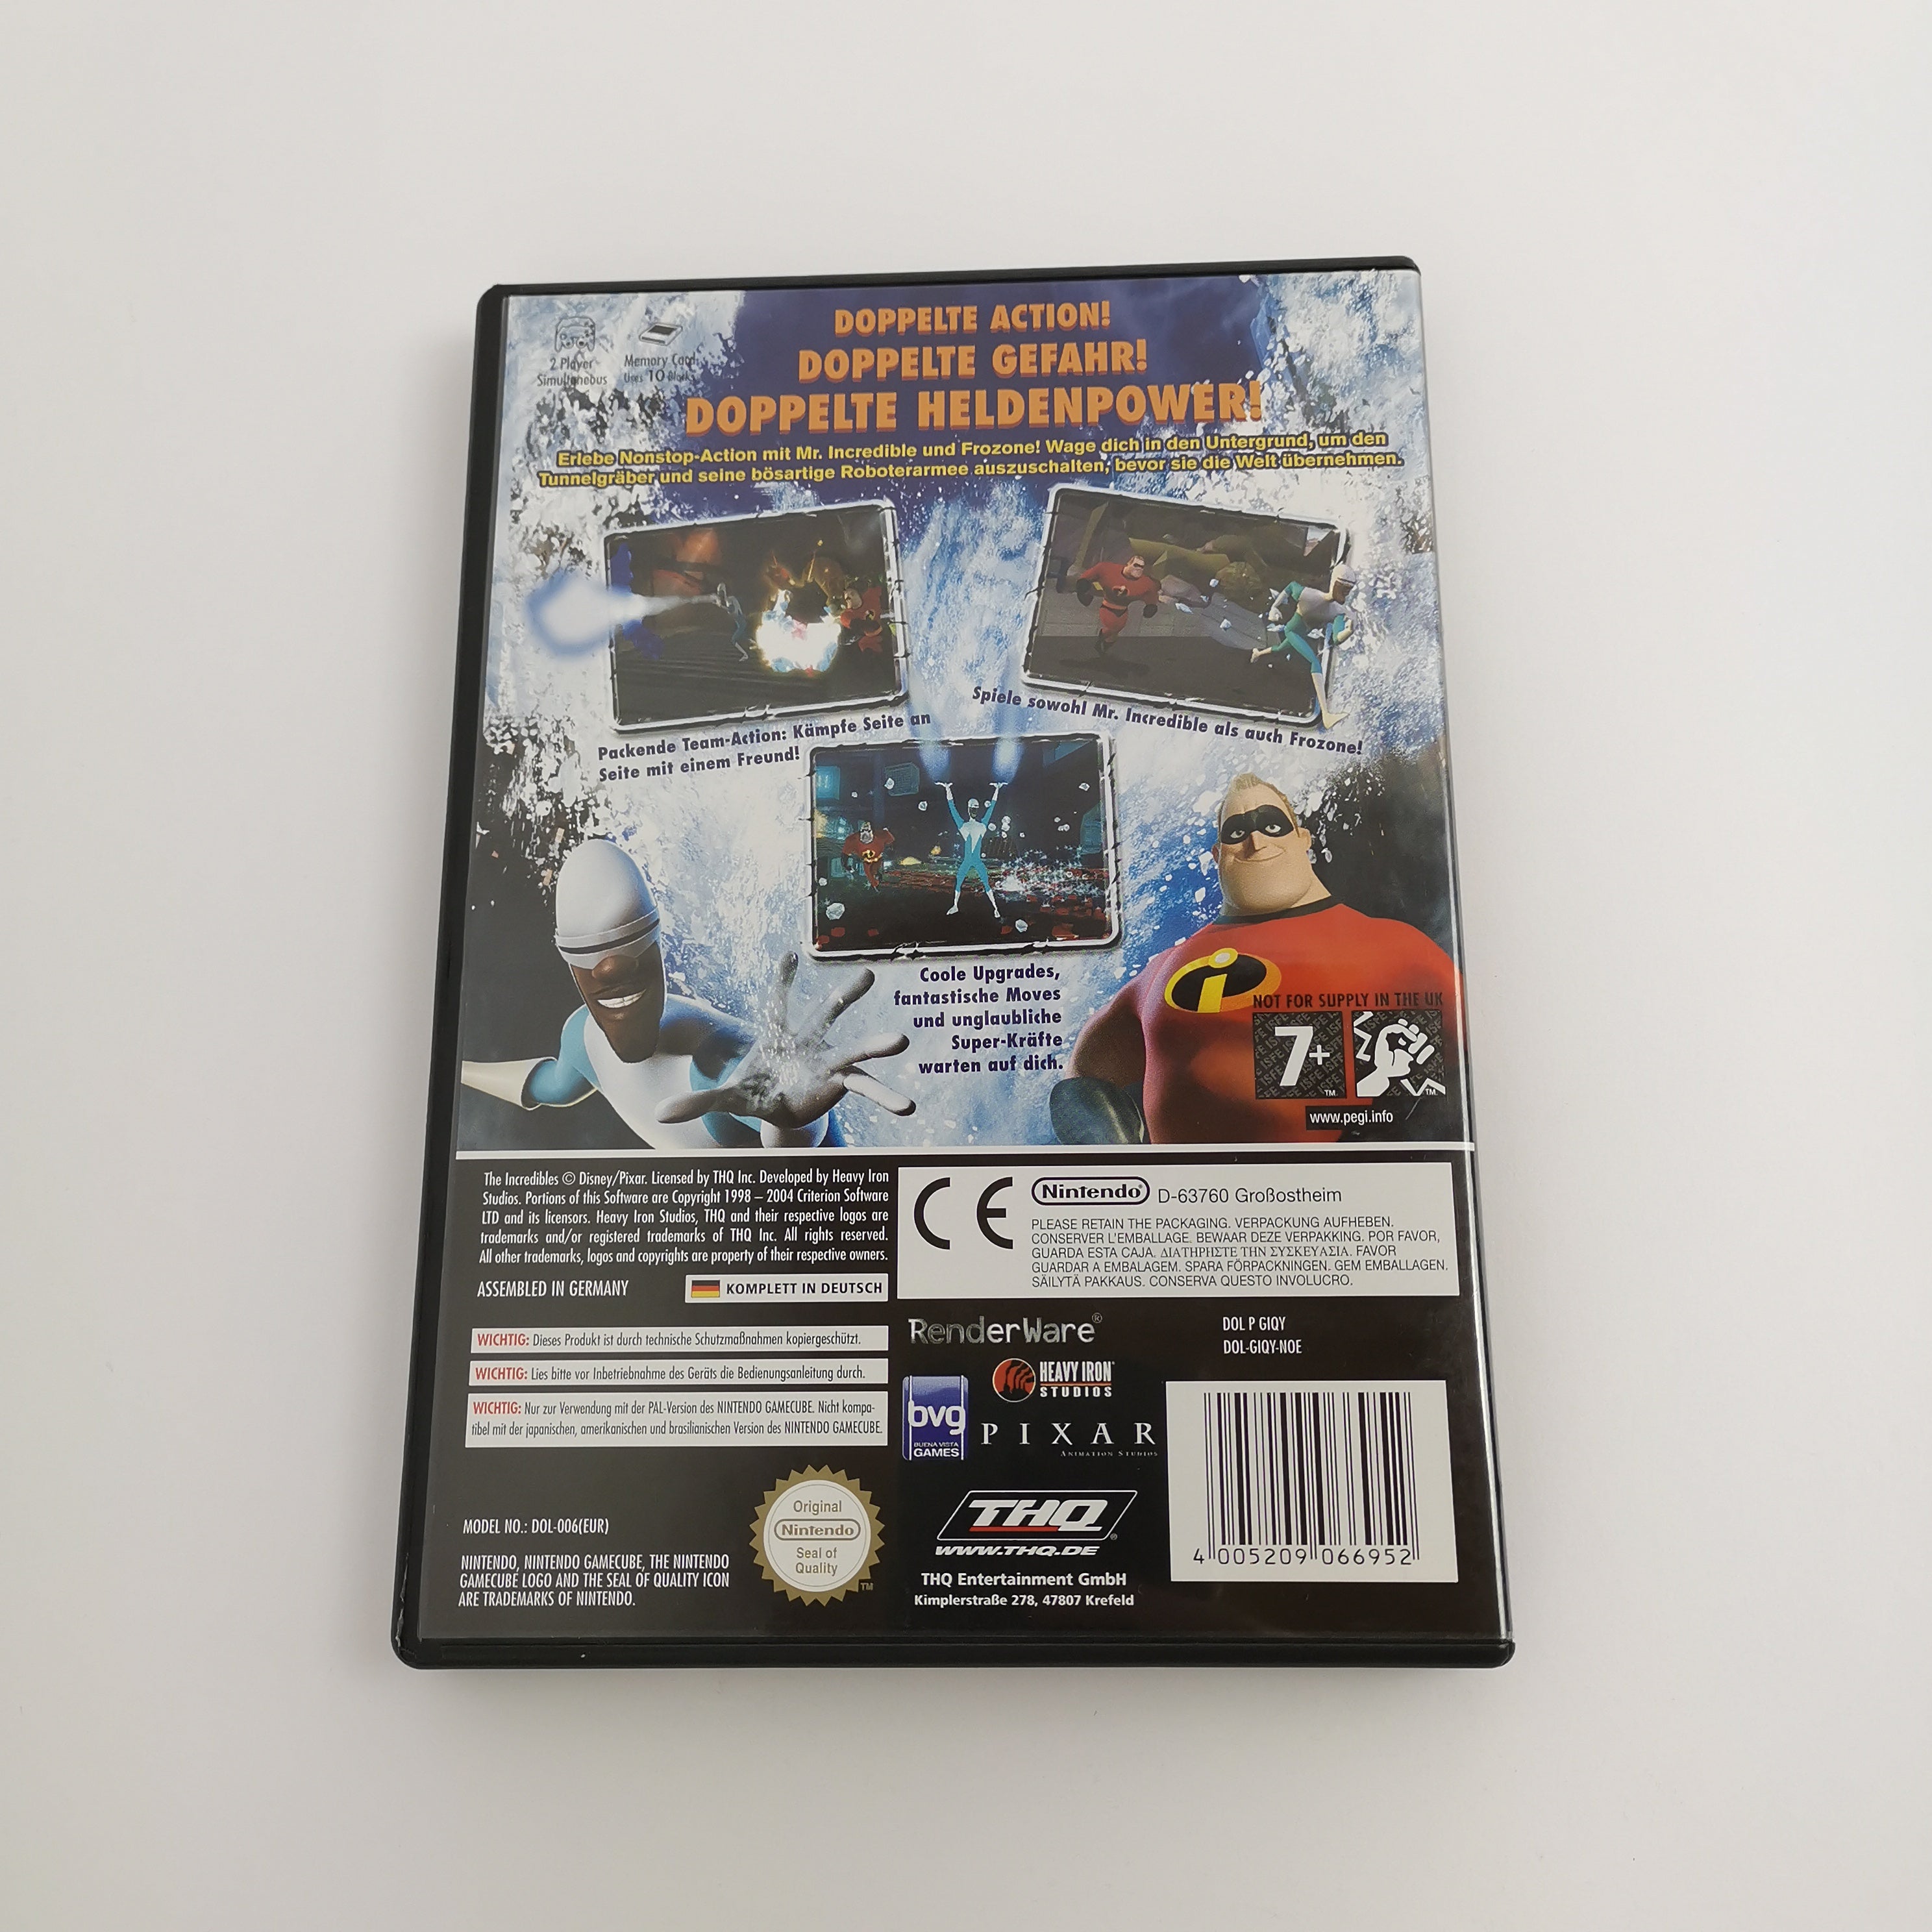 DOPPELTE ACTION!
DOPPELTE GEFAHR!
DOPPELTE HELDENPOWER!
2 Player
Simultaneous
Memory Card
Uses 10 Blocks
Erlebe Nonstop-Action mit Mr. Incredible und Frozone! Wage dich in den Untergrund, um den
Tunnelgräber und seine bösartige Roboterarmee auszuschalten, bevor sie die Welt übernehmen.
Packende Team-Action: Kämpfe Seite an
Seite mit einem Freund!
Spiele sowohl Mr. Incredible als auch Frozone!
Coole Upgrades,
fantastische Moves
und unglaubliche
Super-Kräfte
warten auf dich.
NOT FOR SUPPLY IN THE UK
7+
TM
TM
www.pegi.info
The Incredibles © Disney/Pixar. Licensed by THQ Inc. Developed by Heavy Iron
Studios. Portions of this Software are Copyright 1998 – 2004 Criterion Software
LTD and its licensors. Heavy Iron Studios, THQ and their respective logos are
trademarks and/or registered trademarks of THQ Inc. All rights reserved.
All other trademarks, logos and copyrights are property of their respective owners.
ASSEMBLED IN GERMANY
KOMPLETT IN DEUTSCH
CE
Nintendo® D-63760 Großostheim
PLEASE RETAIN THE PACKAGING. VERPACKUNG AUFHEBEN.
CONSERVER L'EMBALLAGE. BEWAAR DEZE VERPAKKING. POR FAVOR,
GUARDA ESTA CAJA. ΔΙΑΤΗΡΗΣΤΕ ΤΗΝ ΣΥΣΚΕΥΑΣΙΑ. FAVOR
GUARDAR A EMBALAGEM. SPARA FÖRPACKNINGEN. GEM EMBALLAGEN.
SÄILYTÄ PAKKAUS. CONSERVA QUESTO INVOLUCRO.
WICHTIG: Dieses Produkt ist durch technische Schutzmaßnahmen kopiergeschützt.
WICHTIG: Lies bitte vor Inbetriebnahme des Geräts die Bedienungsanleitung durch.
WICHTIG: Nur zur Verwendung mit der PAL-Version des NINTENDO GAMECUBE. Nicht kompa-
tibel mit der japanischen, amerikanischen und brasilianischen Version des NINTENDO GAMECUBE.
RenderWare®
HEAVY IRON
STUDIOS
bvg
BUENA VISTA
GAMES
PIXAR
ANIMATION STUDIOS
DOL P GIQY
DOL-GIQY-NOE
MODEL NO.: DOL-006(EUR)
NINTENDO, NINTENDO GAMECUBE, THE NINTENDO
GAMECUBE LOGO AND THE SEAL OF QUALITY ICON
ARE TRADEMARKS OF NINTENDO.
Original
Nintendo
Seal of
Quality
TM
THQ®
WWW.THQ.DE
THQ Entertainment GmbH
Kimplerstraße 278, 47807 Krefeld
4 005209 066952